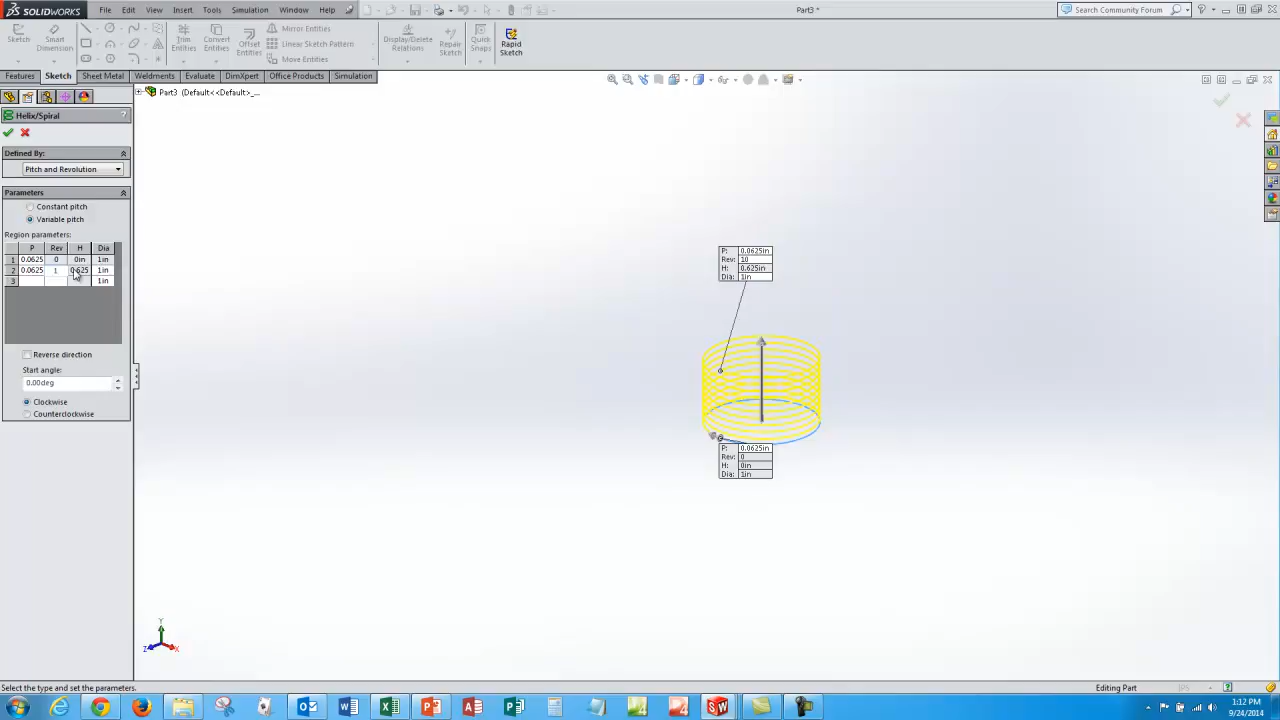 SOLIDWORKS
File Edit View Insert Tools Simulation Window Help
Part3 *
Search Community Forum
Sketch
Smart Dimension
Trim Entities
Convert Entities
Offset Entities
Mirror Entities
Linear Sketch Pattern
Move Entities
Display/Delete Relations
Repair Sketch
Quick Snaps
Rapid Sketch
Features Sketch Sheet Metal Weldments Evaluate DimXpert Office Products Simulation
Part3 (Default<<Default>_...
Helix/Spiral ?
Defined By:
Pitch and Revolution
Parameters
Constant pitch
Variable pitch
Region parameters:
P Rev H Dia
1 0.0625 0 0in 1in
2 0.0625 1 0.625 1in
3 1in
Reverse direction
Start angle:
0.00deg
Clockwise
Counterclockwise
P: 0.0625in
Rev: 10
H: 0.625in
Dia: 1in
P: 0.0625in
Rev: 0
H: 0in
Dia: 1in
Y
Z X
Select the type and set the parameters.
Editing Part
IPS
1:12 PM
9/24/2014